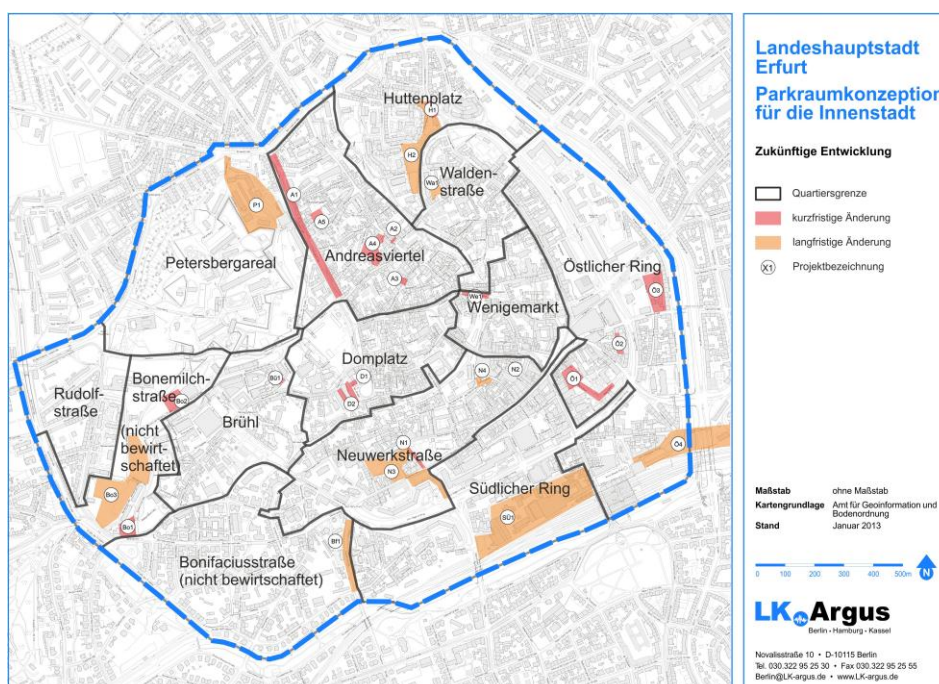 Huttenplatz
H1
H2
Wa1
Walden-
straße
P1
A1
A5
A2
A4
Andreasviertel
A3
Petersbergareal
Östlicher Ring
Ö3
We1
Wenigemarkt
Ö2
Domplatz
D1
D2
N4
N2
Ö1
Rudolf-
straße
Bonemilch-
straße
Bo2
BÜ1
Brühl
(nicht
bewirt-
schaftet)
N1
Neuwerkstraße
N3
Ö4
Südlicher Ring
SÜ1
Bo3
Bo1
Bf1
Bonifaciusstraße
(nicht bewirtschaftet)
Landeshauptstadt
Erfurt
Parkraumkonzeption
für die Innenstadt
Zukünftige Entwicklung
Quartiersgrenze
kurzfristige Änderung
langfristige Änderung
X1 Projektbezeichnung
Maßstab ohne Maßstab
Kartengrundlage Amt für Geoinformation und
Bodenordnung
Stand Januar 2013
0 100 200 300 400 500m N
LK Argus
Berlin • Hamburg • Kassel
Novalisstraße 10 • D-10115 Berlin
Tel. 030.322 95 25 30 • Fax 030.322 95 25 55
Berlin@LK-argus.de • www.LK-argus.de